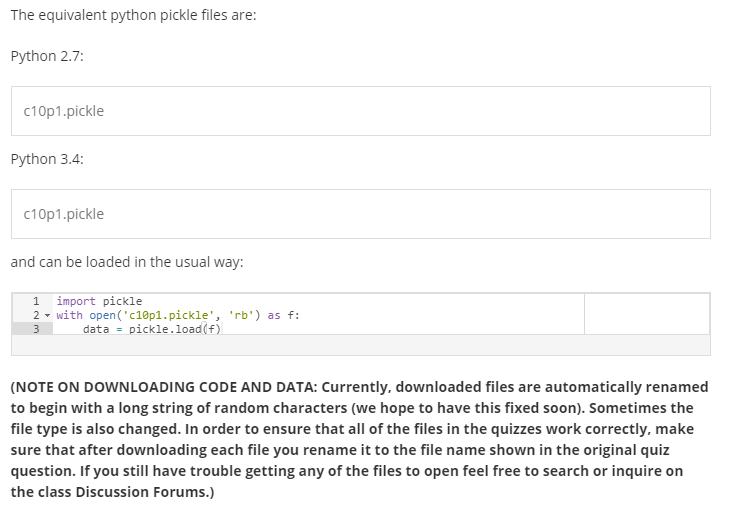 The equivalent python pickle files are:
Python 2.7:
c10p1.pickle
Python 3.4:
c10p1.pickle
and can be loaded in the usual way:
1 import pickle
2 with open('c10p1.pickle', 'rb') as f:
3 data = pickle.load(f)
(NOTE ON DOWNLOADING CODE AND DATA: Currently, downloaded files are automatically renamed
to begin with a long string of random characters (we hope to have this fixed soon). Sometimes the
file type is also changed. In order to ensure that all of the files in the quizzes work correctly, make
sure that after downloading each file you rename it to the file name shown in the original quiz
question. If you still have trouble getting any of the files to open feel free to search or inquire on
the class Discussion Forums.)